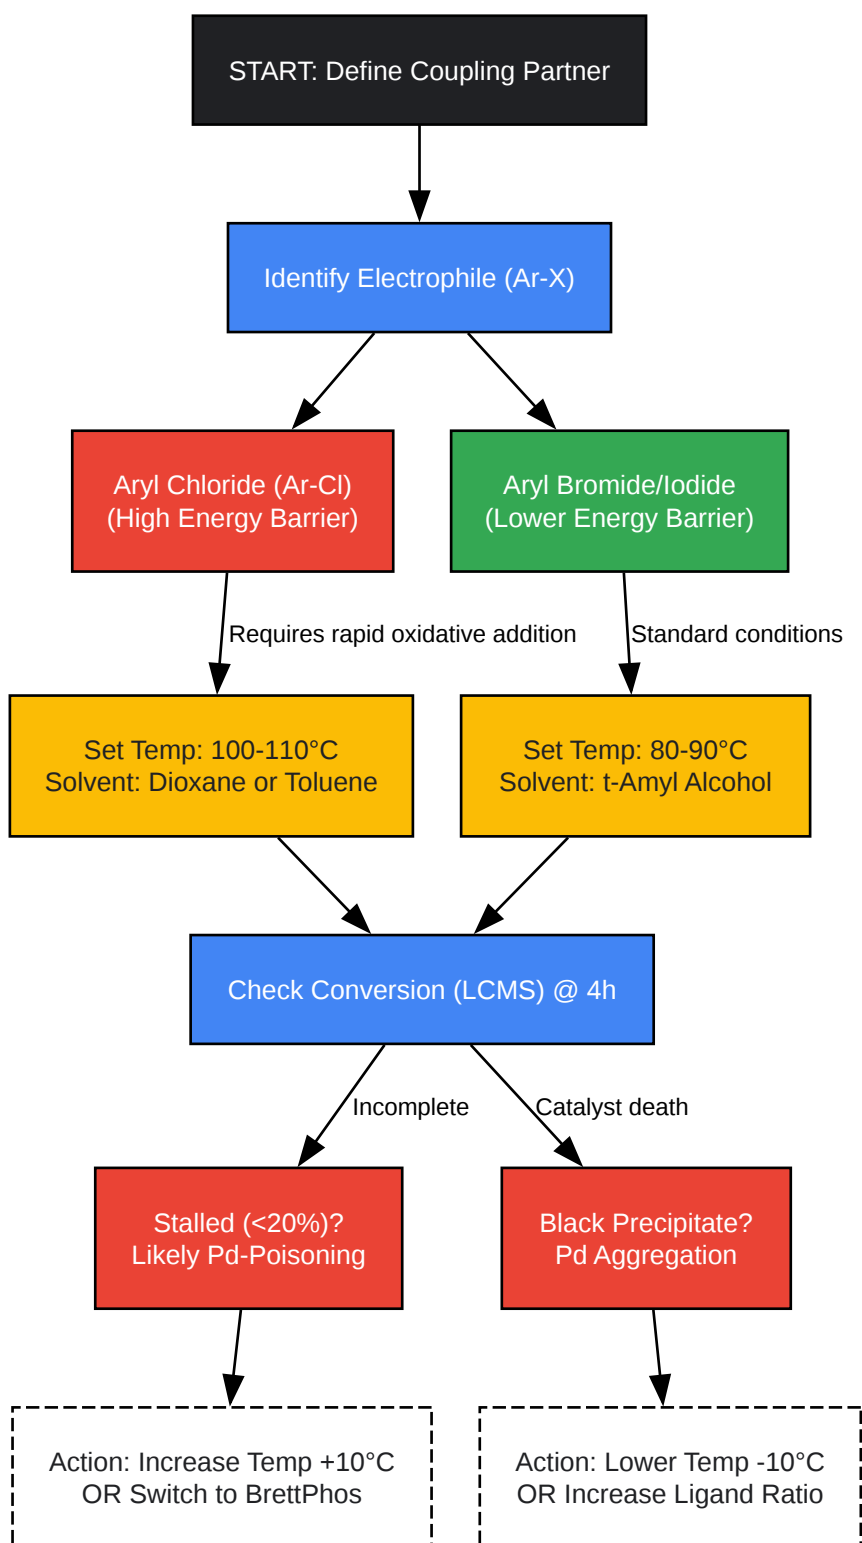 START: Define Coupling Partner
Identify Electrophile (Ar-X)
Aryl Chloride (Ar-Cl)
(High Energy Barrier)
Aryl Bromide/Iodide
(Lower Energy Barrier)
Requires rapid oxidative addition
Standard conditions
Set Temp: 100-110°C
Solvent: Dioxane or Toluene
Set Temp: 80-90°C
Solvent: t-Amyl Alcohol
Check Conversion (LCMS) @ 4h
Incomplete
Catalyst death
Stalled (<20%)?
Likely Pd-Poisoning
Black Precipitate?
Pd Aggregation
Action: Increase Temp +10°C
OR Switch to BrettPhos
Action: Lower Temp -10°C
OR Increase Ligand Ratio